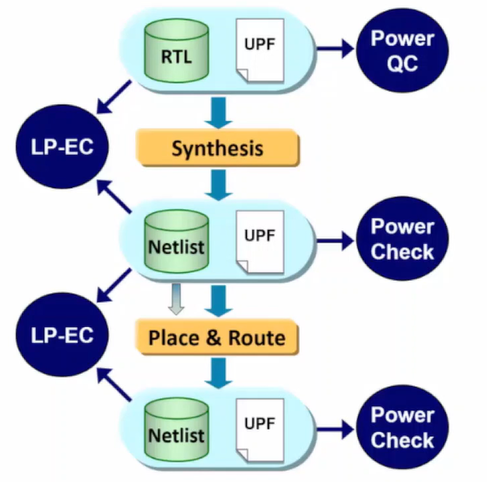 RTL
UPF
Power
QC
LP-EC
Synthesis
Netlist
UPF
Power
Check
LP-EC
Place & Route
Netlist
UPF
Power
Check